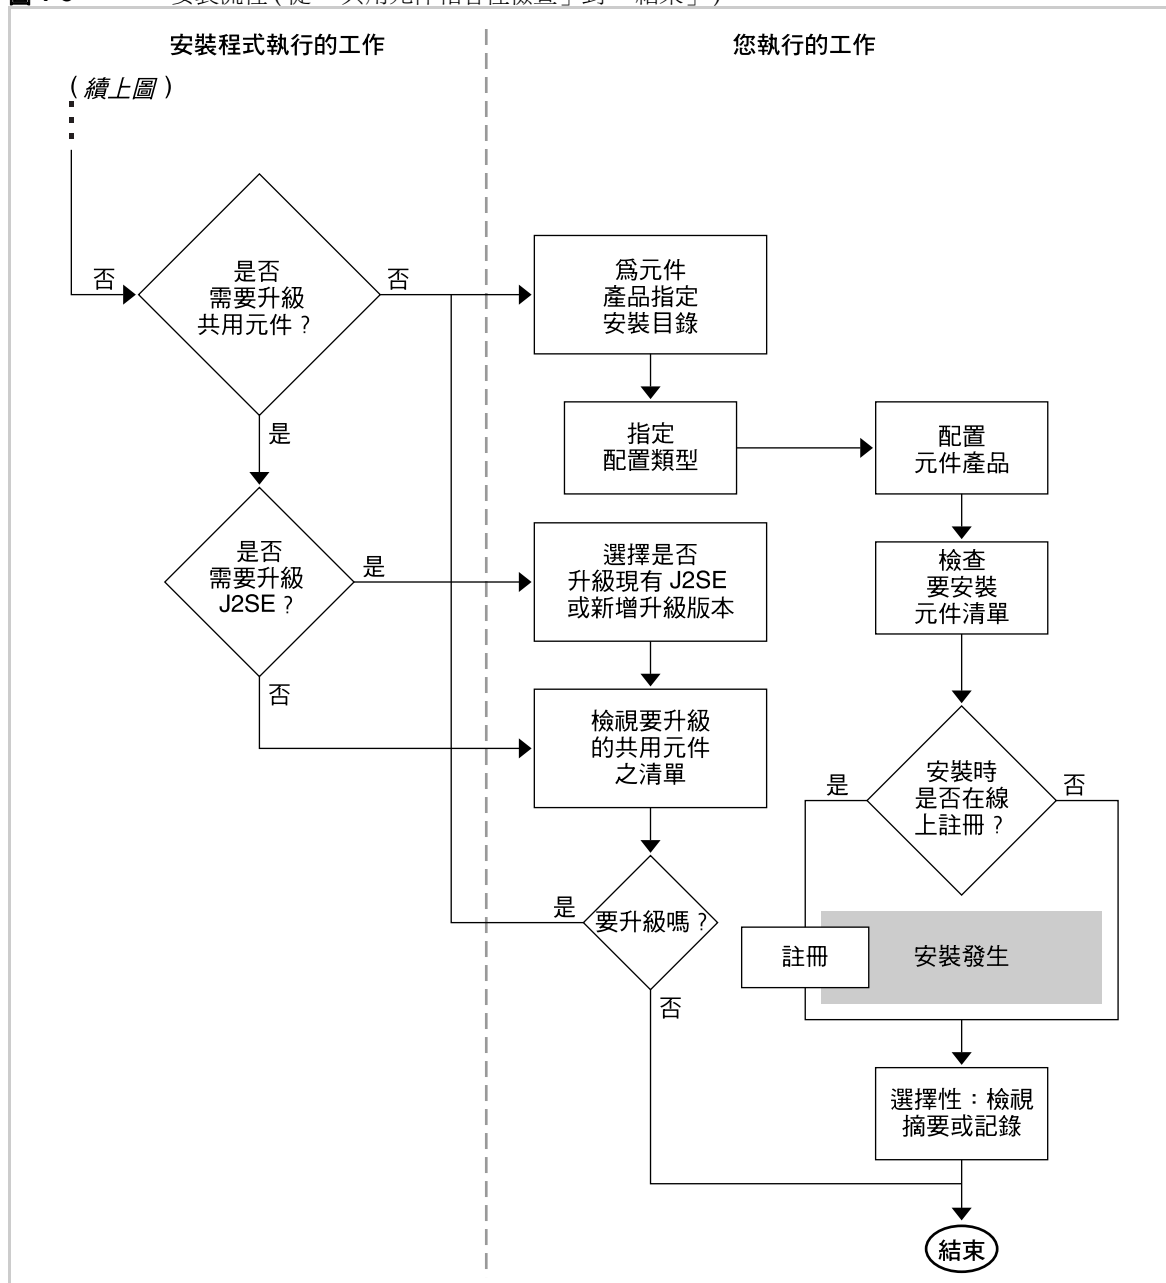 安裝程式執行的工作
您執行的工作
(續上圖)
否
是否
需要升級
共用元件?
否
為元件
產品指定
安裝目錄
是
指定
配置類型
配置
元件產品
是否
需要升級
J2SE?
是
選擇是否
升級現有 J2SE
或新增升級版本
檢查
要安裝
元件清單
否
檢視要升級
的共用元件
之清單
安裝時
是否在線
上註冊?
是
否
是
要升級嗎?
否
註冊
安裝發生
選擇性:檢視
摘要或記錄
結束